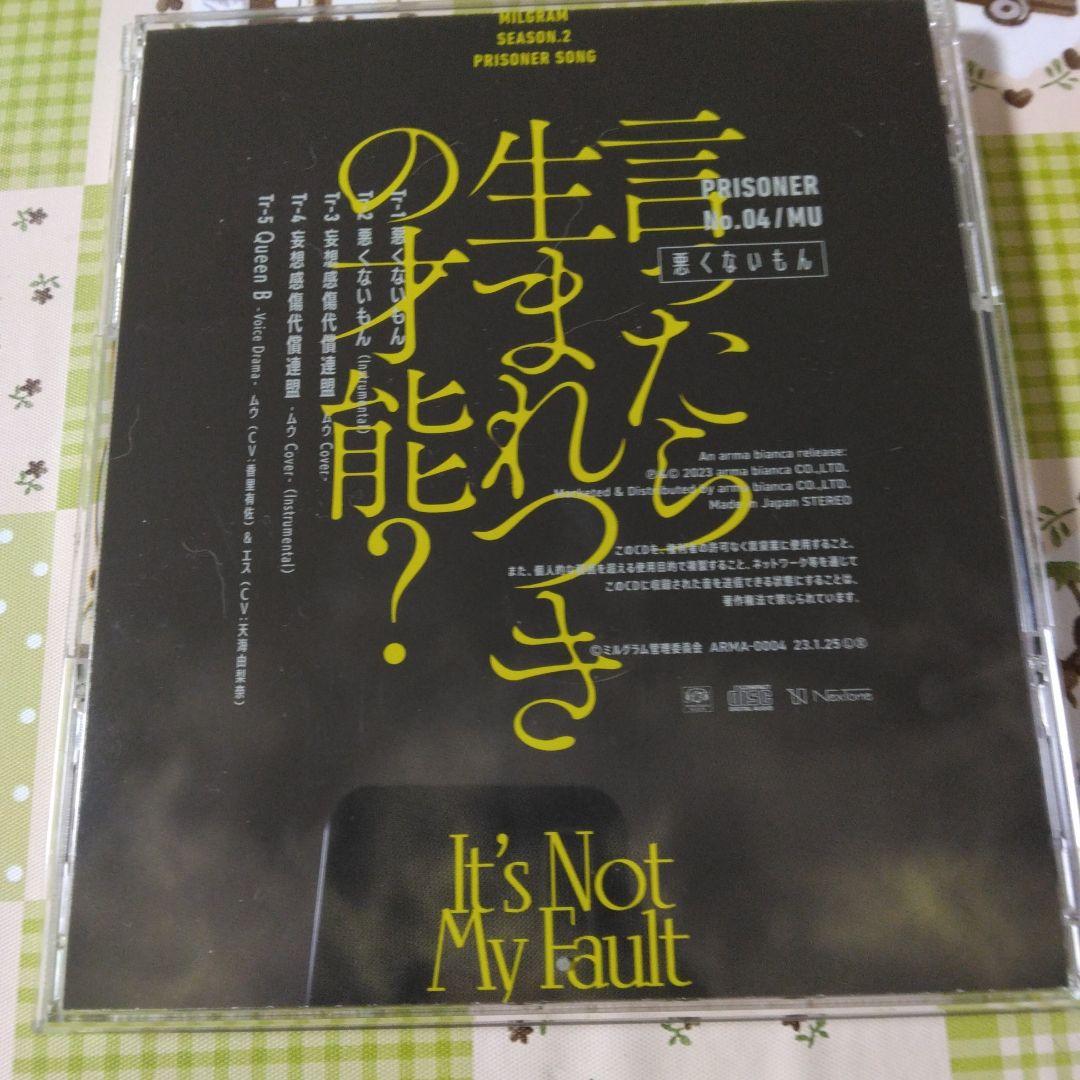 MILGRAM
SEASON.2
PRISONER SONG
言ったら
生まれつき
の才能?
PRISONER
No.04/MU
悪くないもん
Tr-1 悪くないもん
Tr-2 悪くないもん (Instrumental)
Tr-3 妄想感傷代償連盟 -ムウ Cover-
Tr-4 妄想感傷代償連盟 -ムウ Cover- (Instrumental)
Tr-5 Queen B -Voice Drama- ムウ (CV:香里有佐) & エス (CV:天海由梨奈)
An arma bianca release:
℗&© 2023 arma bianca CO.,LTD.
Marketed & Distributed by arma bianca CO.,LTD.
Made in Japan STEREO
このCDを、権利者の許可なく賃貸業に使用すること、
また、個人的な範囲を超える使用目的で複製すること、ネットワーク等を通じて
このCDに収録された音を送信できる状態にすることは、
著作権法で禁じられています。
©ミルグラム管理委員会 ARMA-0004 23.1.25
COMPACT
disc
DIGITAL AUDIO
NexTone
It's Not
My Fault